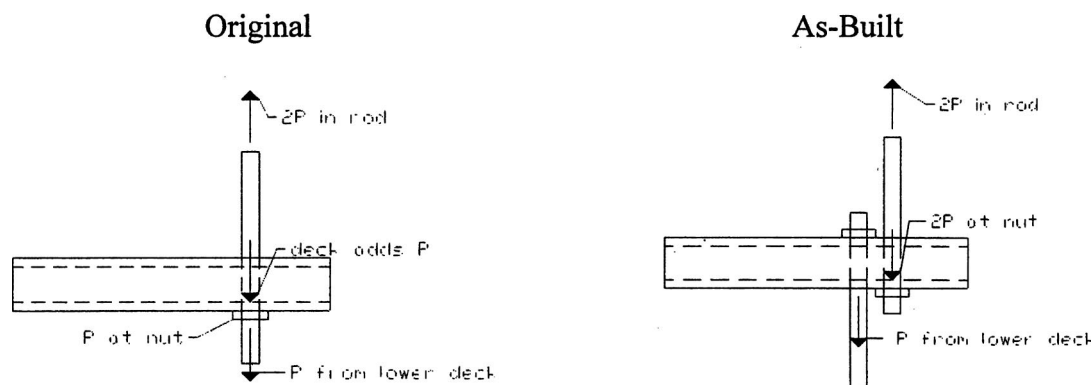 Original
As-Built
2P in rod
deck adds P
P at nut
P from lower deck
2P in rod
2P at nut
P from lower deck